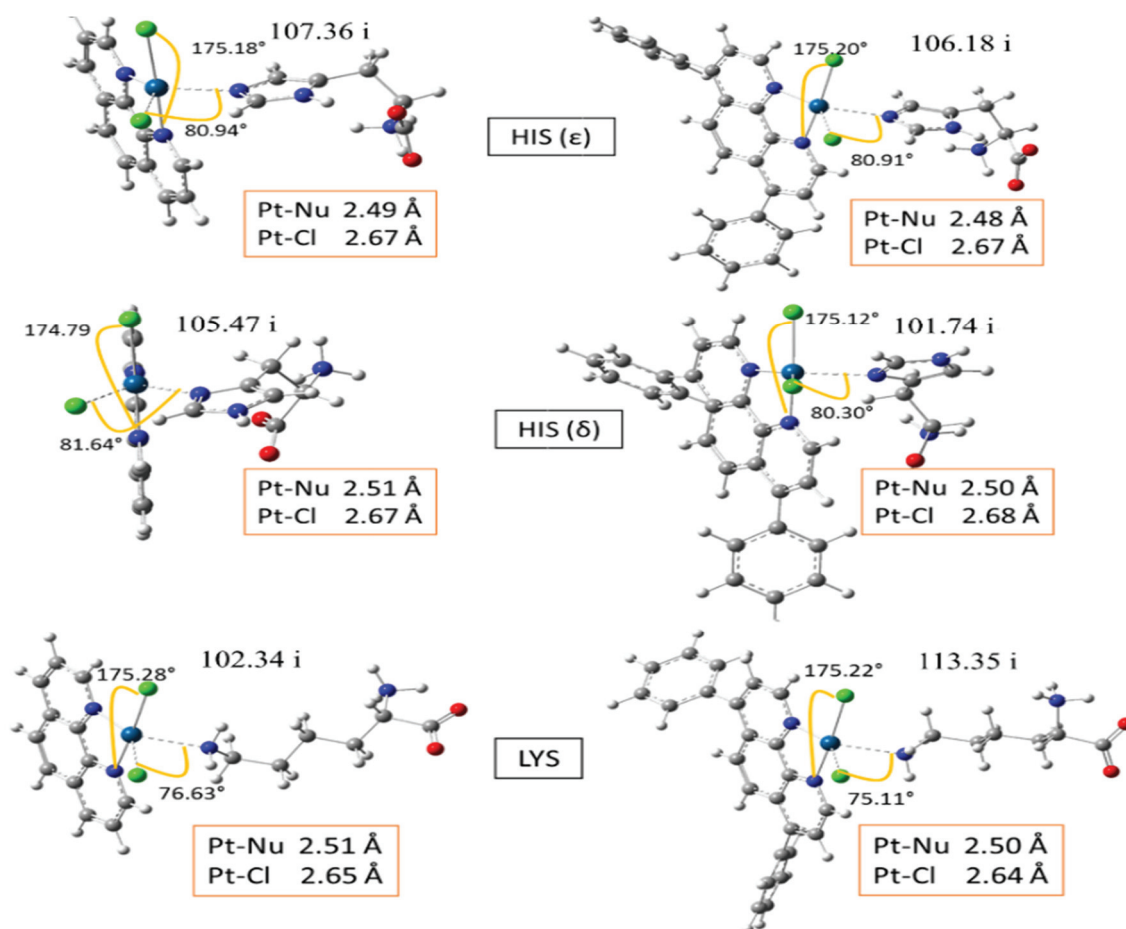 175.18°
107.36 i
80.94°
Pt-Nu 2.49 Å
Pt-Cl 2.67 Å
HIS (ε)
175.20°
106.18 i
80.91°
Pt-Nu 2.48 Å
Pt-Cl 2.67 Å
174.79
105.47 i
81.64°
Pt-Nu 2.51 Å
Pt-Cl 2.67 Å
HIS (δ)
175.12°
101.74 i
80.30°
Pt-Nu 2.50 Å
Pt-Cl 2.68 Å
175.28°
102.34 i
76.63°
Pt-Nu 2.51 Å
Pt-Cl 2.65 Å
LYS
175.22°
113.35 i
75.11°
Pt-Nu 2.50 Å
Pt-Cl 2.64 Å